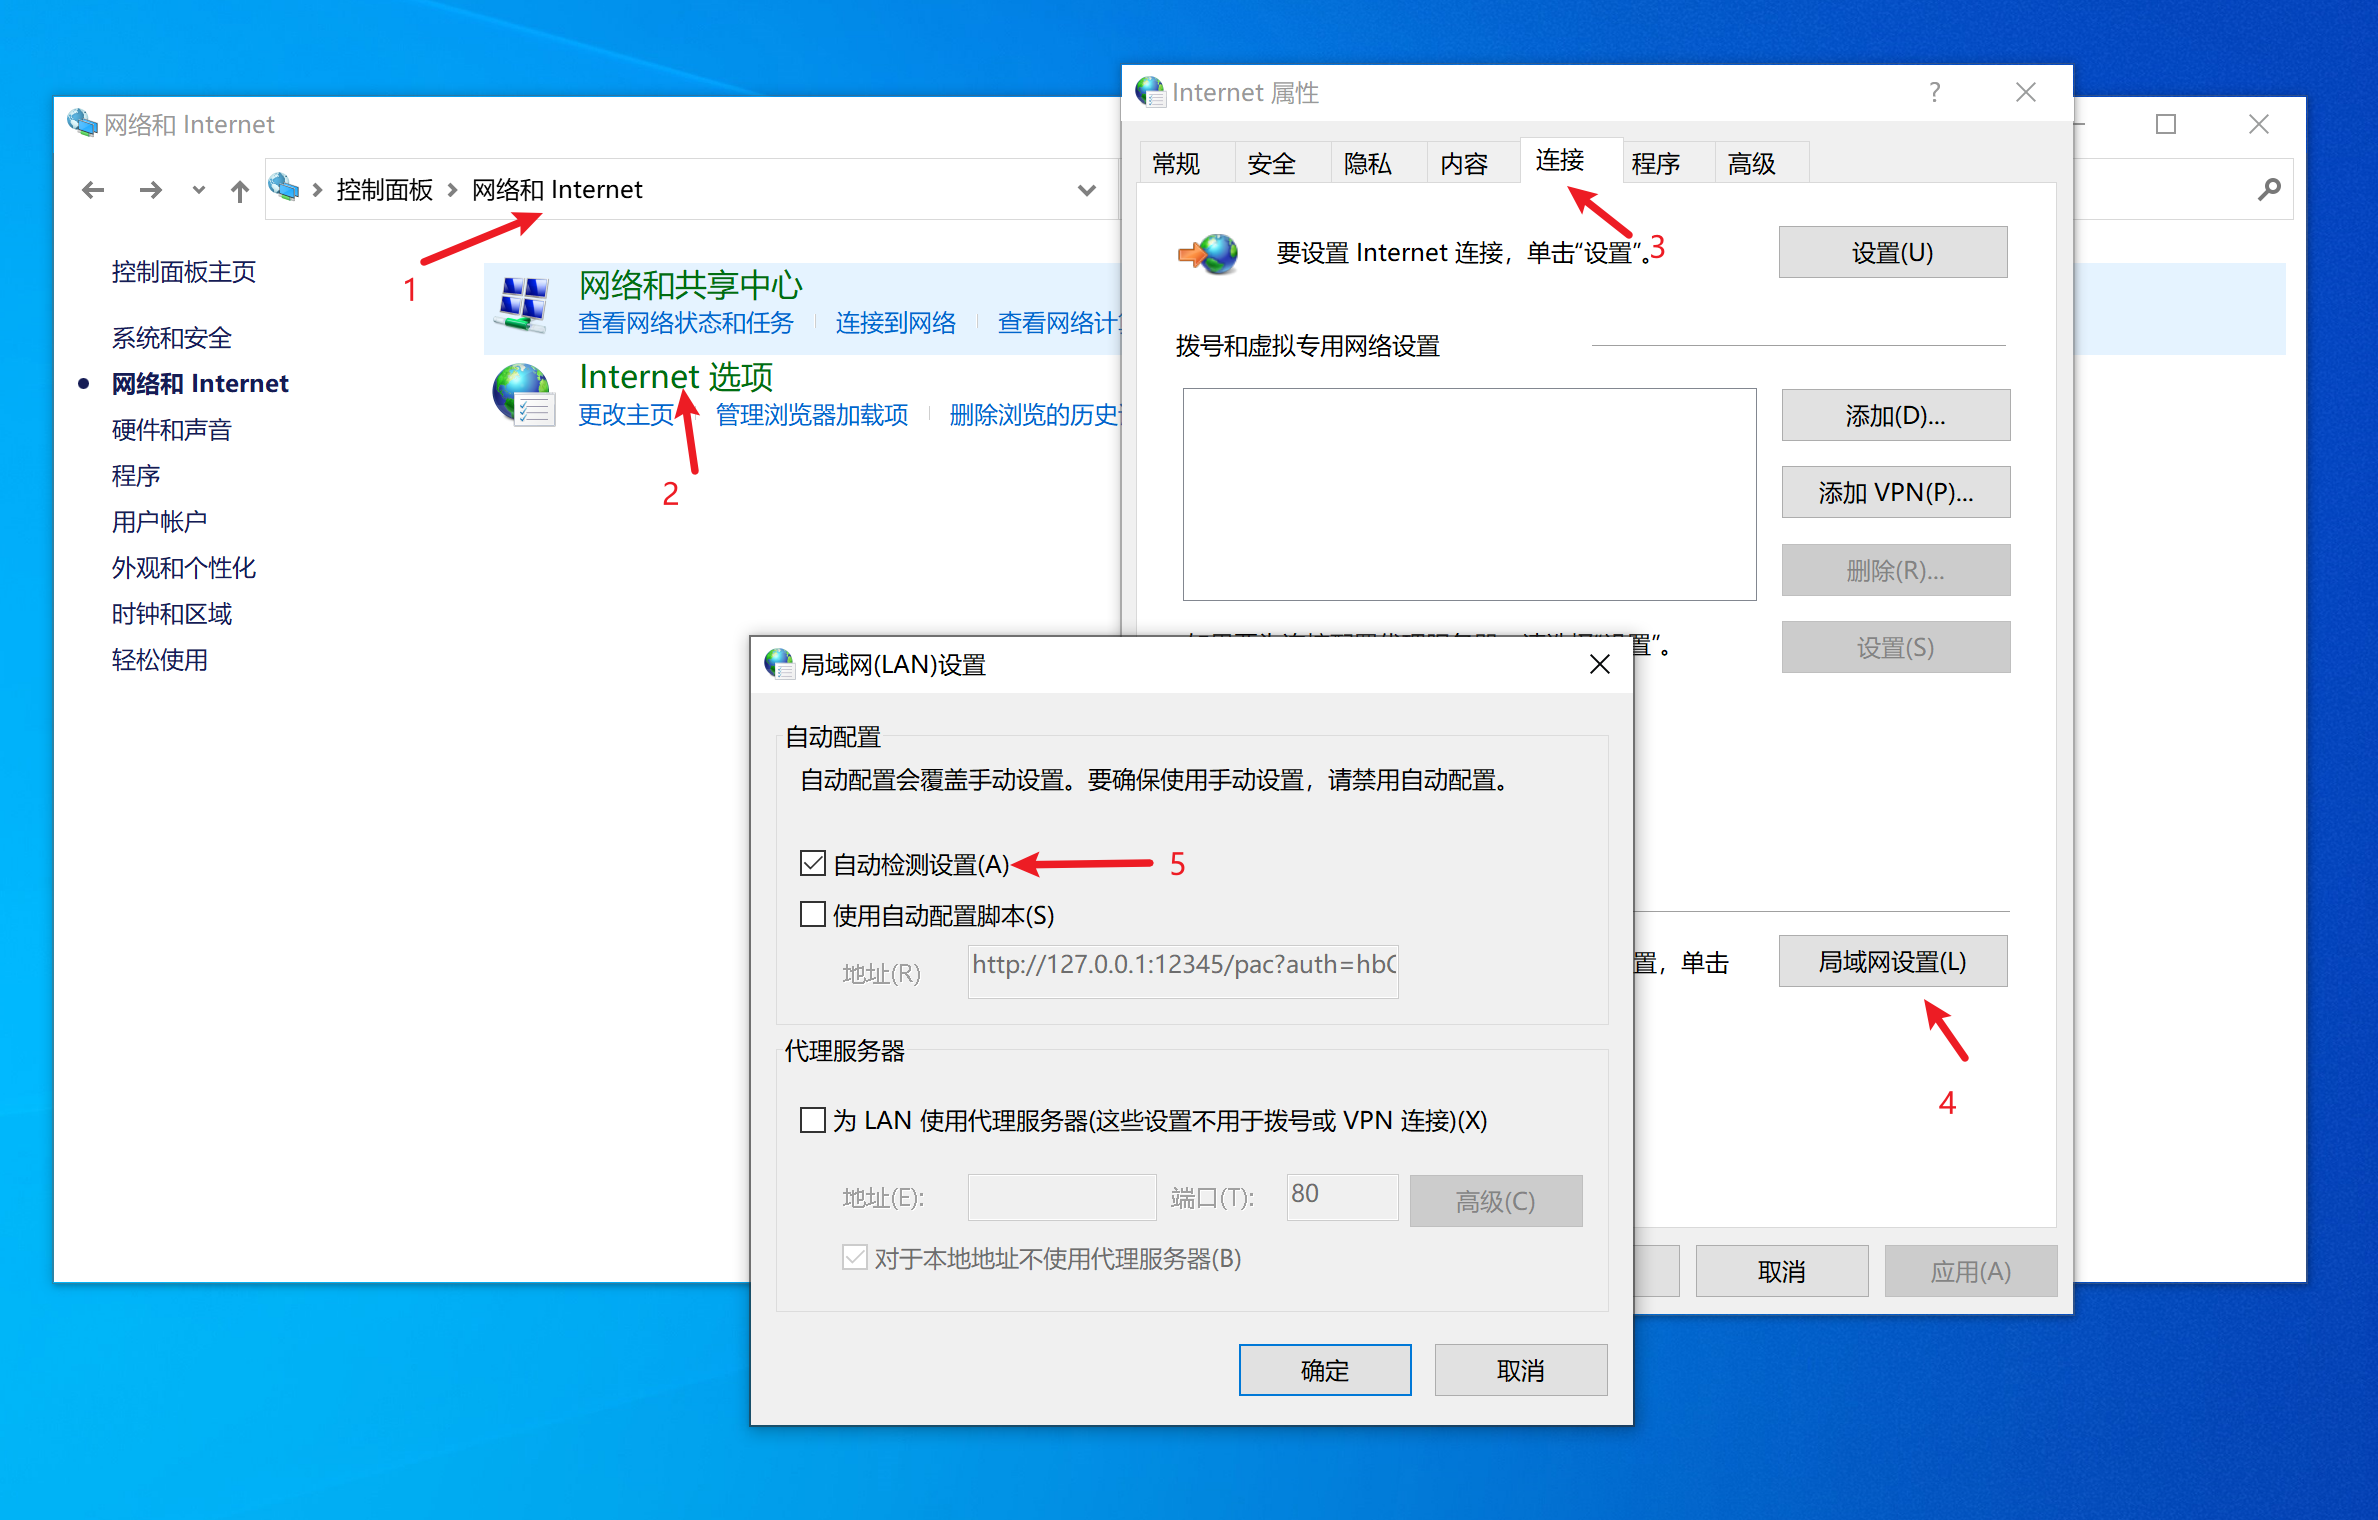 网络和 Internet
控制面板 网络和 Internet
1
控制面板主页
系统和安全
网络和 Internet
硬件和声音
程序
用户帐户
外观和个性化
时钟和区域
轻松使用
网络和共享中心
查看网络状态和任务 连接到网络 查看网络计
Internet 选项
更改主页 管理浏览器加载项 删除浏览的历史
2
Internet 属性
常规 安全 隐私 内容 连接 程序 高级
3
要设置 Internet 连接，单击“设置”。
设置(U)
拨号和虚拟专用网络设置
添加(D)...
添加 VPN(P)...
删除(R)...
设置(S)
置”。
置，单击
局域网设置(L)
4
取消
应用(A)
局域网(LAN)设置
自动配置
自动配置会覆盖手动设置。要确保使用手动设置，请禁用自动配置。
自动检测设置(A)
5
使用自动配置脚本(S)
地址(R)
http://127.0.0.1:12345/pac?auth=hb
代理服务器
为 LAN 使用代理服务器(这些设置不用于拨号或 VPN 连接)(X)
地址(E):
端口(T):
80
高级(C)
对于本地地址不使用代理服务器(B)
确定
取消